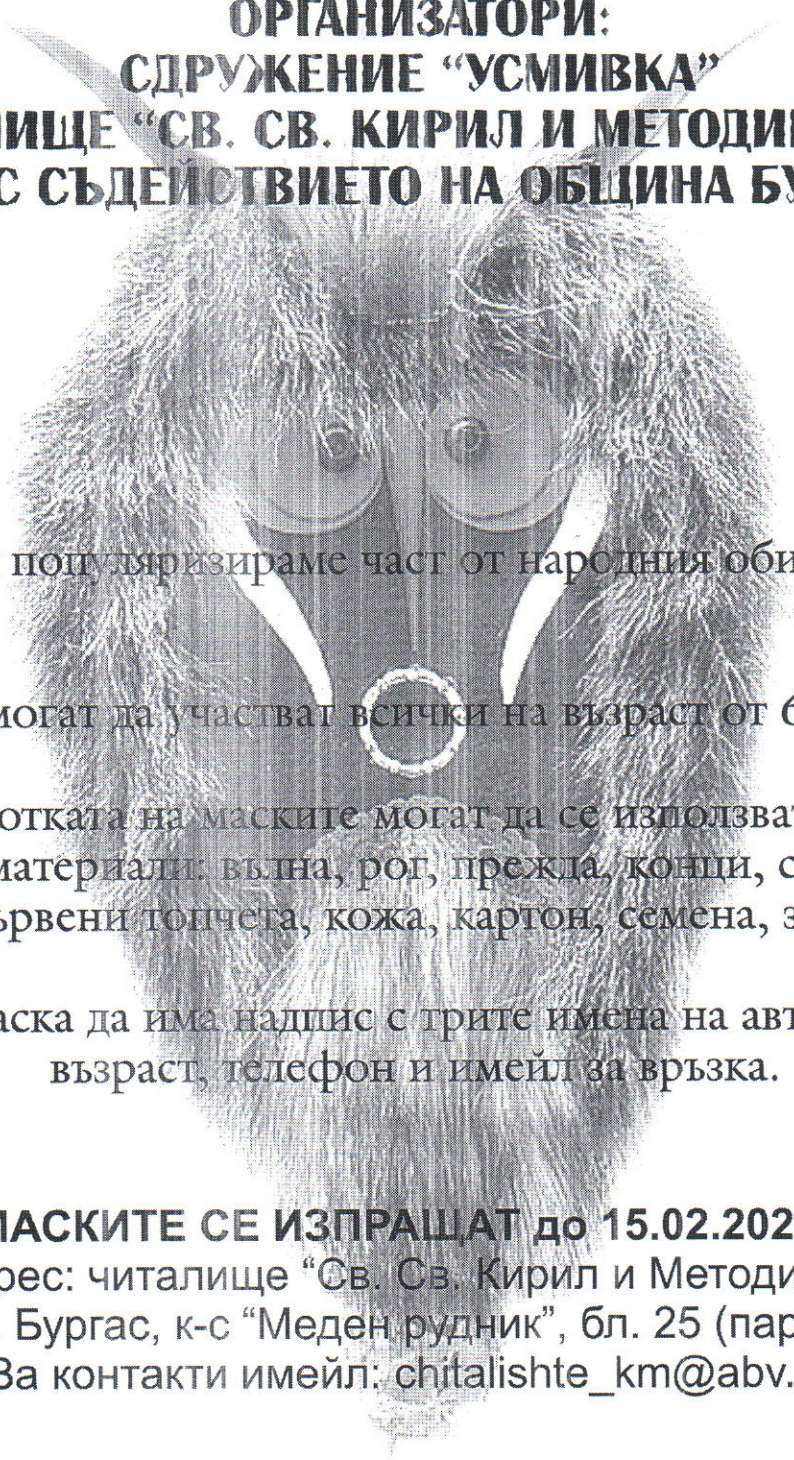 ОРГАНИЗАТОРИ:
СДРУЖЕНИЕ “УСМИВКА”
ИЩЕ “СВ. СВ. КИРИЛ И МЕТОДИ
С СЪДЕЙСТВИЕТО НА ОБЩИНА БУ
популяризираме част от народния оби
могат да участват всички на възраст от
отката на маските могат да се използват
материали: вълна, рог, прежда, конци, с
ървени топчета, кожа, картон, семена, з
аска да има надпис с трите имена на авт
възраст, телефон и имейл за връзка.
МАСКИТЕ СЕ ИЗПРАЩАТ до 15.02.202
рес: читалище “Св. Св. Кирил и Методи
Бургас, к-с “Меден рудник”, бл. 25 (пар
За контакти имейл: chitalishte_km@abv.